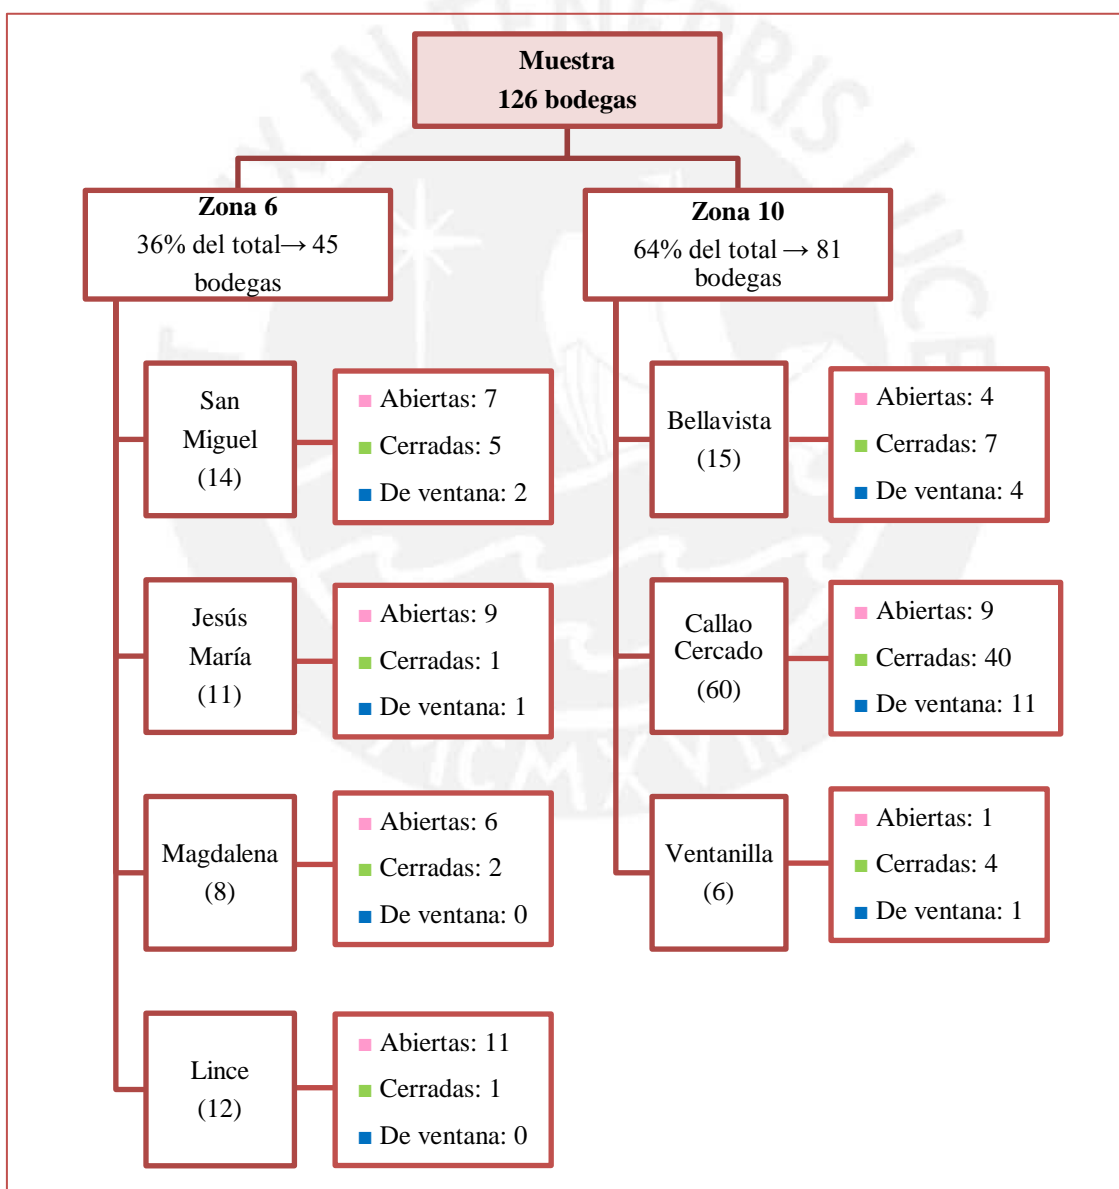 Muestra
126 bodegas
Zona 6
36% del total→ 45
bodegas
Zona 10
64% del total → 81
bodegas
San
Miguel
(14)
Abiertas: 7
Cerradas: 5
De ventana: 2
Jesús
María
(11)
Abiertas: 9
Cerradas: 1
De ventana: 1
Magdalena
(8)
Abiertas: 6
Cerradas: 2
De ventana: 0
Lince
(12)
Abiertas: 11
Cerradas: 1
De ventana: 0
Bellavista
(15)
Abiertas: 4
Cerradas: 7
De ventana: 4
Callao
Cercado
(60)
Abiertas: 9
Cerradas: 40
De ventana: 11
Ventanilla
(6)
Abiertas: 1
Cerradas: 4
De ventana: 1
TENEBRIS
MCMXVII